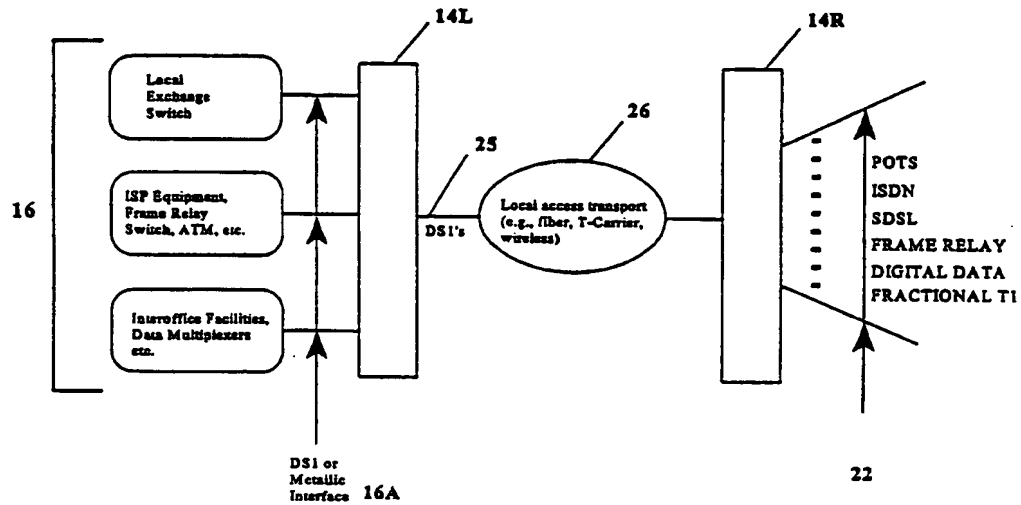 14L
14R
Local
Exchange
Switch
26
25
16
ISP Equipment,
Frame Relay
Switch, ATM, etc.
DS1's
Local access transport
(e.g., fiber, T-Carrier,
wireless)
POTS
ISDN
SDSL
FRAME RELAY
DIGITAL DATA
FRACTIONAL T1
Interoffice Facilities,
Data Multiplexers
etc.
DS1 or
Metallic
Interface 16A
22